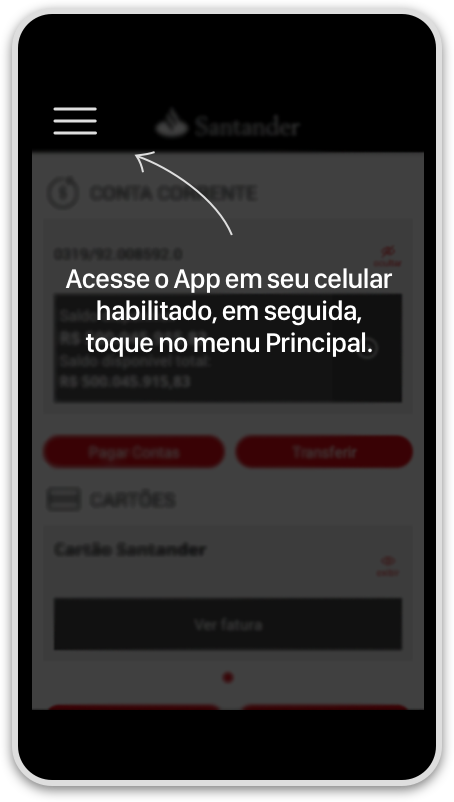 Santander
CONTA CORRENTE
0319/92.008592.0
Acesse o App em seu celular
habilitado, em seguida,
toque no menu Principal.
Saldo disponível total:
R$ 500.045.915,83
Pagar Contas
Transferir
CARTÕES
Cartão Santander
Ver fatura